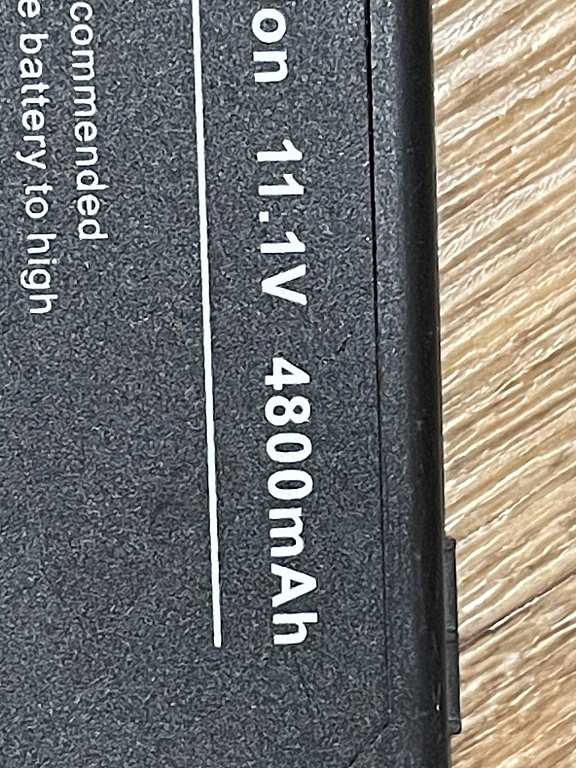 on 11.1V 4800mAh
commended
e battery to high